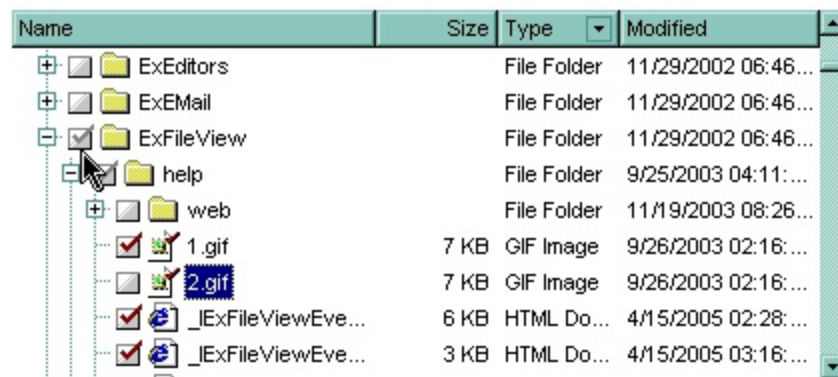 Name Size Type Modified
ExEditors File Folder 11/29/2002 06:46...
ExEMail File Folder 11/29/2002 06:46...
ExFileView File Folder 11/29/2002 06:46...
help File Folder 9/25/2003 04:11:...
web File Folder 11/19/2003 08:26...
1.gif 7 KB GIF Image 9/26/2003 02:16:...
2.gif 7 KB GIF Image 9/26/2003 02:16:...
_IExFileViewEve... 6 KB HTML Do... 4/15/2005 02:28:...
_IExFileViewEve... 3 KB HTML Do... 4/15/2005 03:16:...